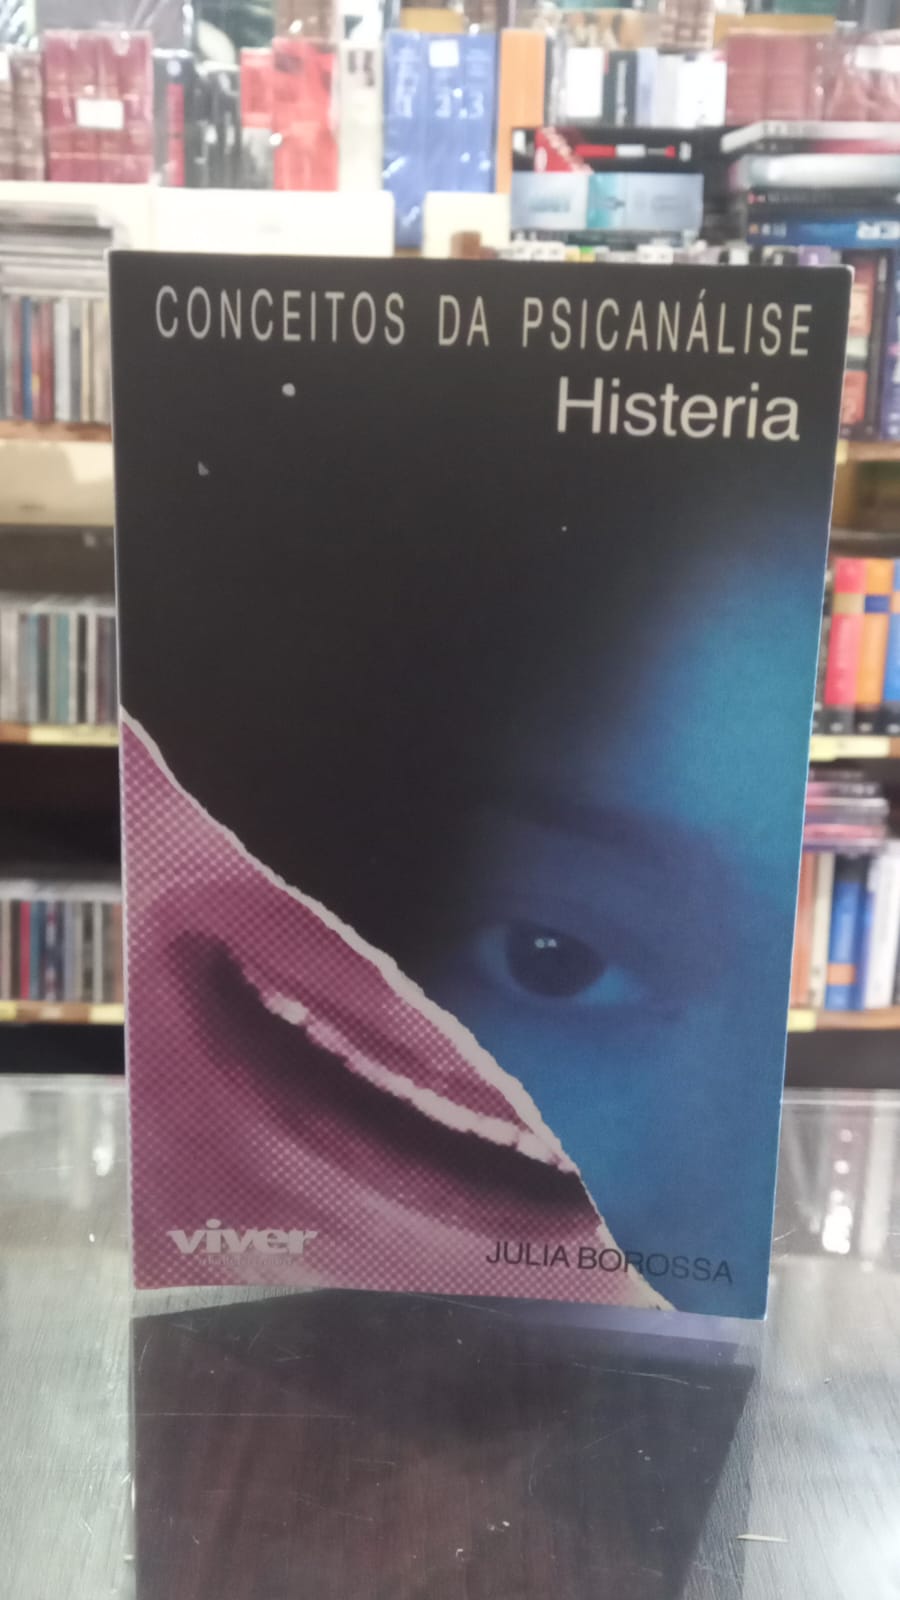 CONCEITOS DA PSICANÁLISE
Histeria
viver
JULIA BOROSSA